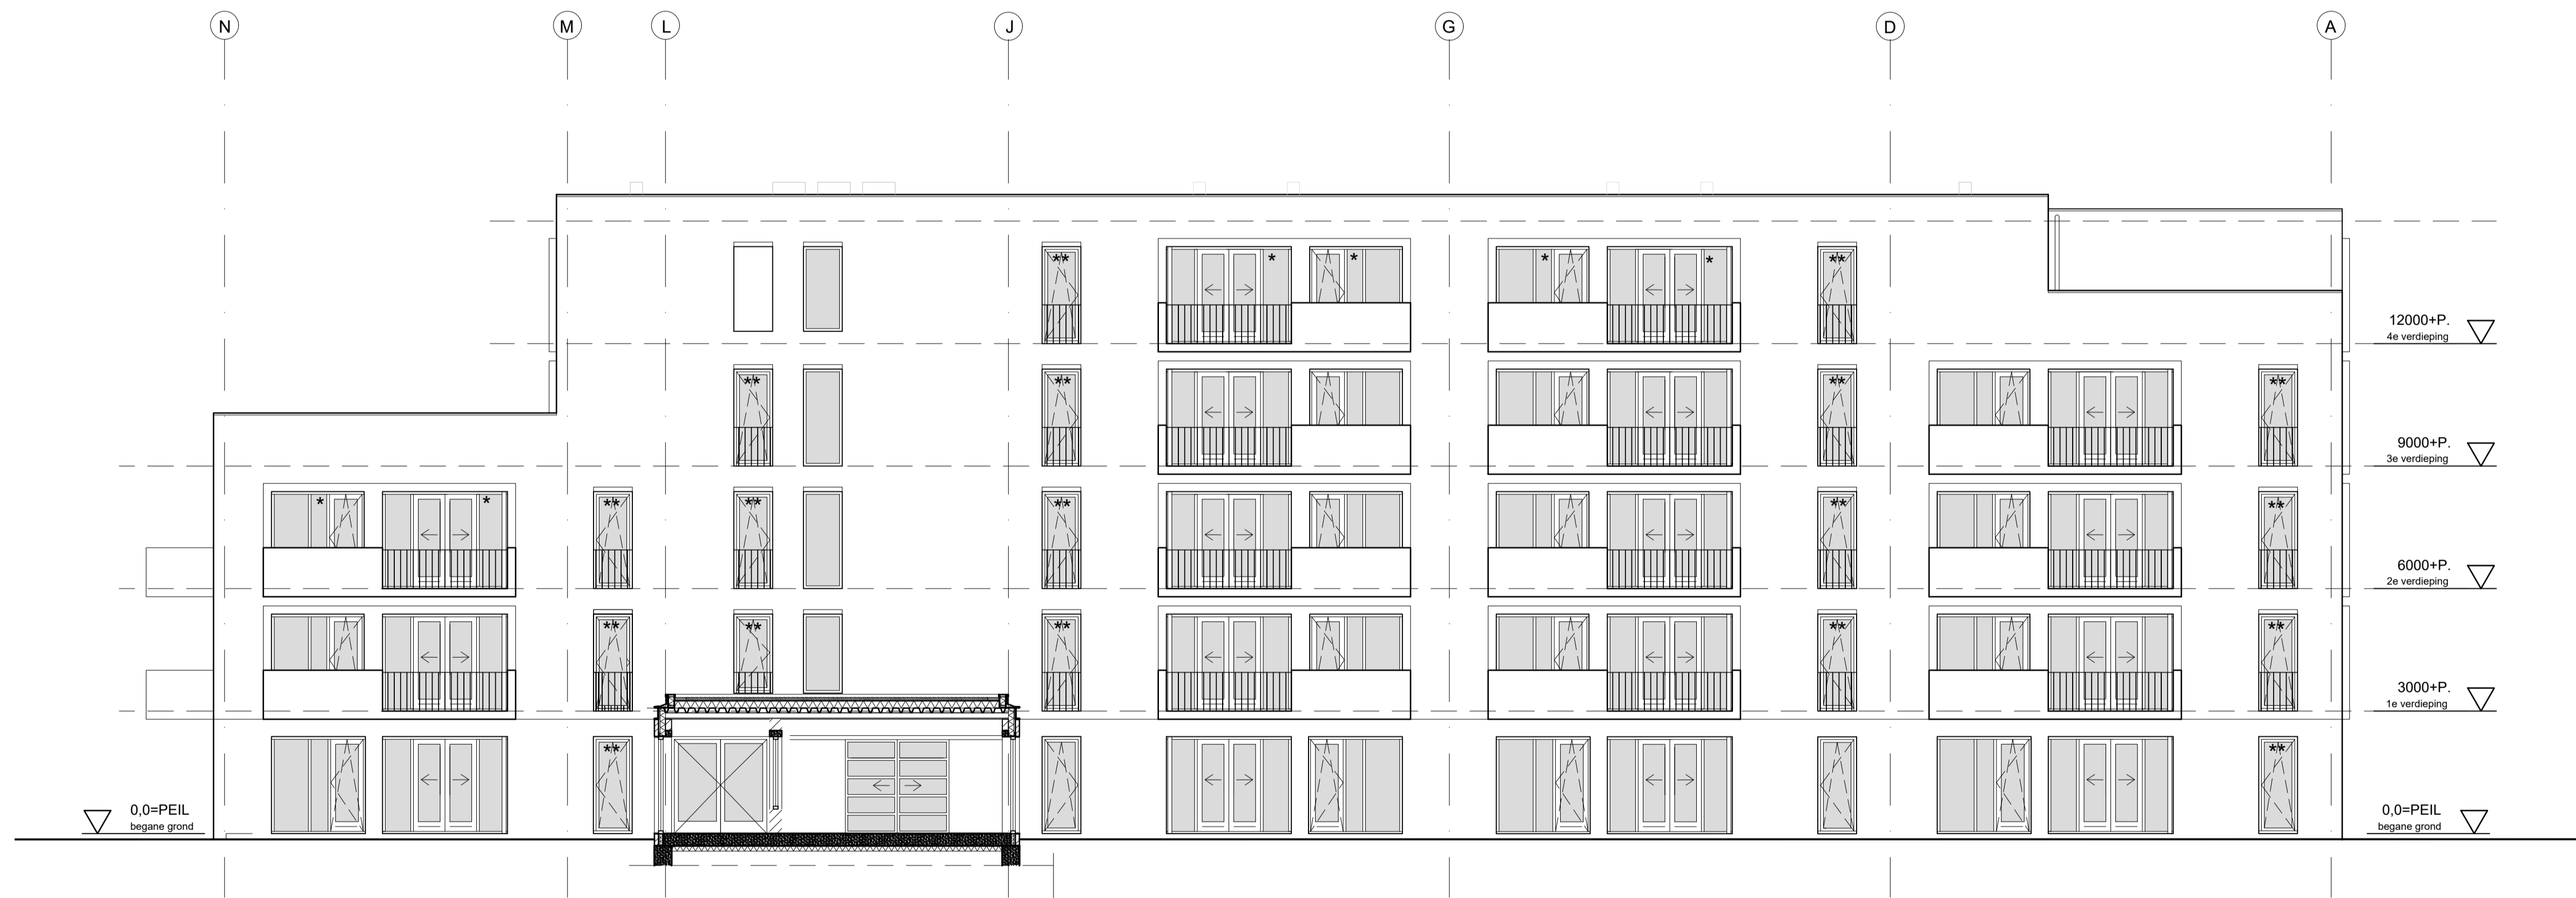 N M L J G D A
** * * * * **
12000+P.
4e verdieping
** ** ** **
9000+P.
3e verdieping
* * ** ** ** ** **
6000+P.
2e verdieping
** ** ** ** **
3000+P.
1e verdieping
** **
0,0=PEIL
begane grond
0,0=PEIL
begane grond